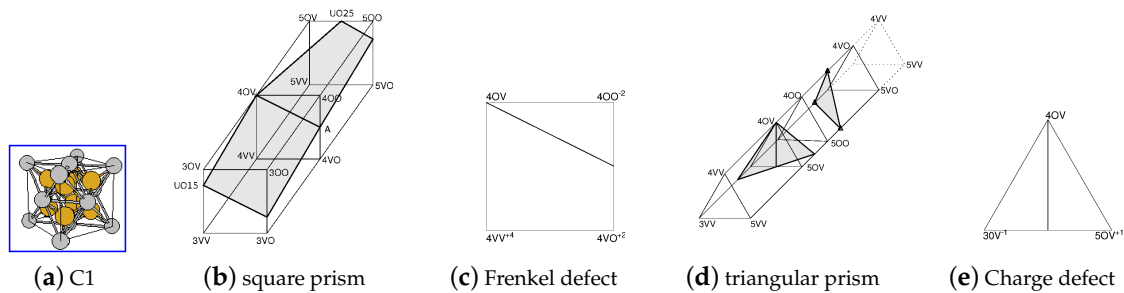 5OV
UO25
5OO
5VV
5VO
4OV
4OO
A
4VV
4VO
3OV
3OO
UO15
3VV
3VO
4OV
4OO-2
4VV+4
4VO+2
4VV
4VO
5VV
5VO
4OO
4OV
5OO
4VV
5OV
3VV
5VV
4OV
30V-1
5OV+1
(a) C1
(b) square prism
(c) Frenkel defect
(d) triangular prism
(e) Charge defect